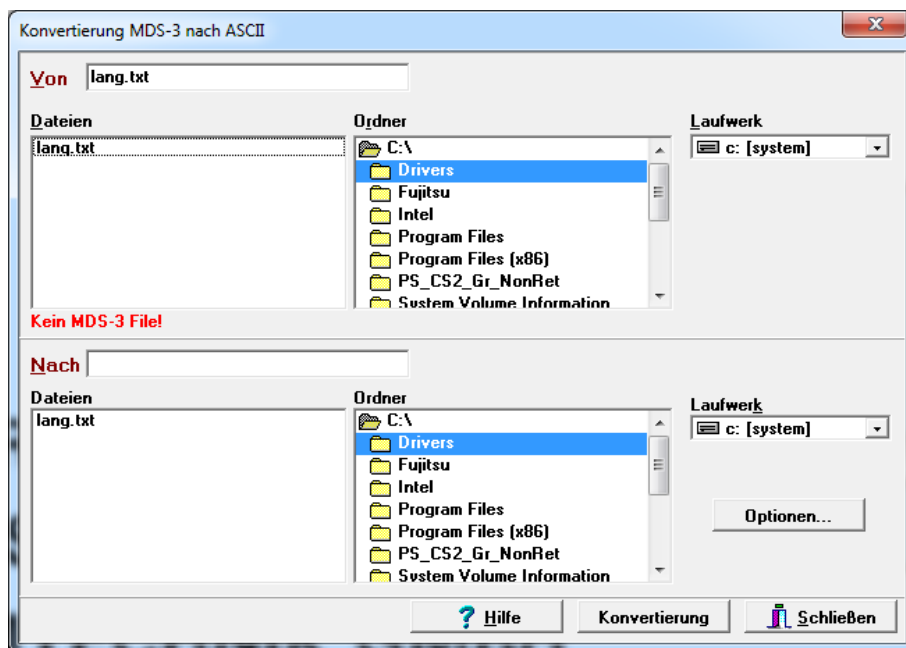 Konvertierung MDS-3 nach ASCII
Von lang.txt
Dateien
lang.txt
Ordner
C:\
Drivers
Fujitsu
Intel
Program Files
Program Files (x86)
PS_CS2_Gr_NonRet
System Volume Information
Laufwerk
c: [system]
Kein MDS-3 File!
Nach
Dateien
lang.txt
Ordner
C:\
Drivers
Fujitsu
Intel
Program Files
Program Files (x86)
PS_CS2_Gr_NonRet
System Volume Information
Laufwerk
c: [system]
Optionen...
Hilfe
Konvertierung
Schließen